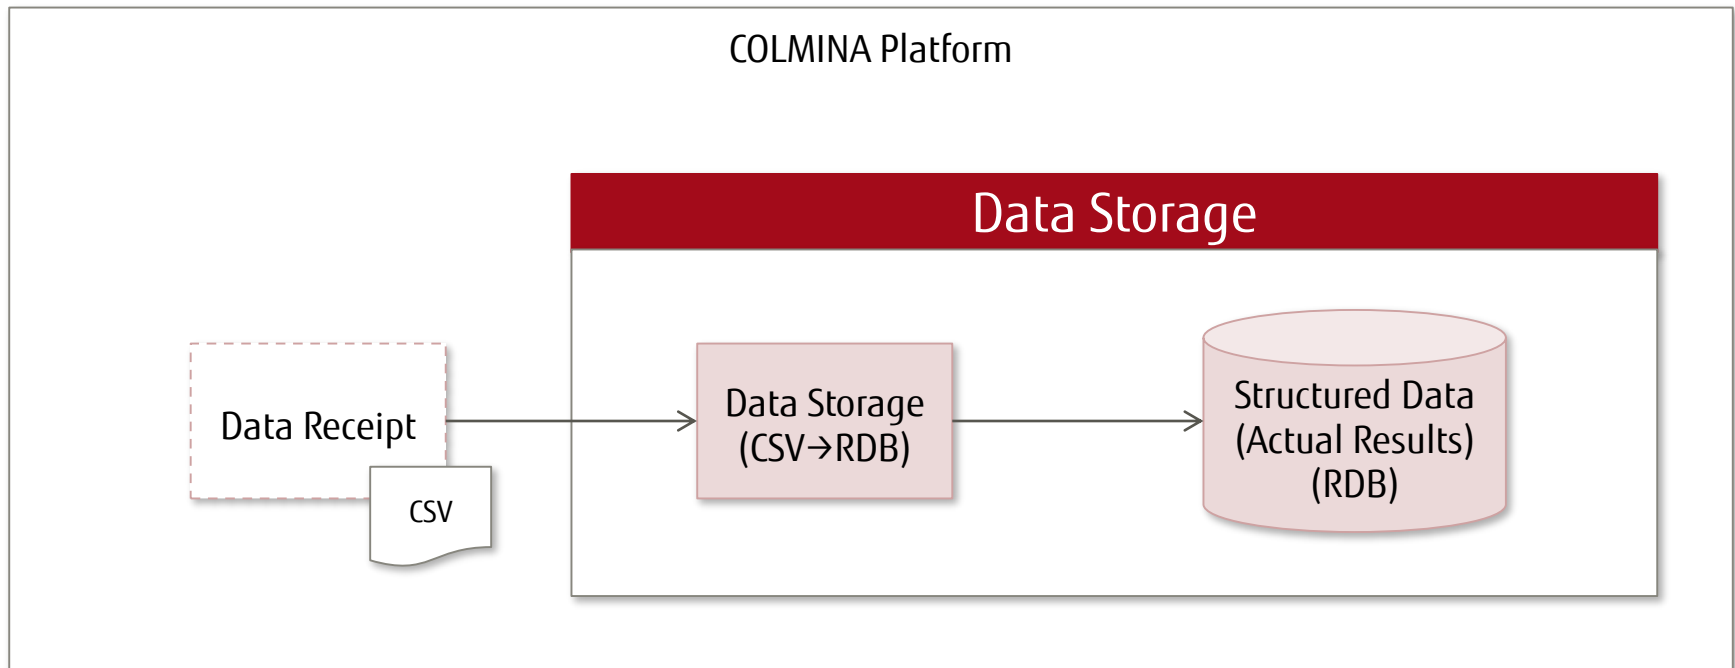 COLMINA Platform
Data Storage
Data Receipt
CSV
Data Storage
(CSV→RDB)
Structured Data
(Actual Results)
(RDB)